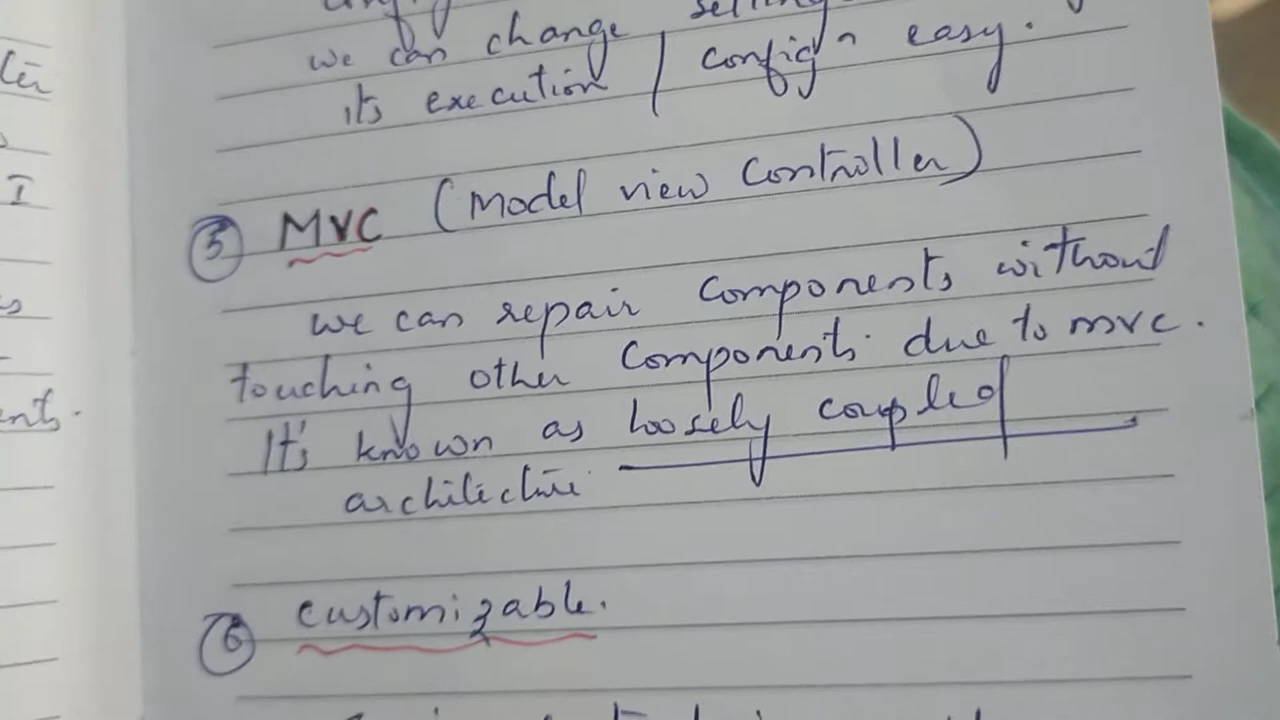 we can change
its execution / configⁿ easy.
⑤ MVC (Model view Controller)
we can repair components without
touching other components. due to mvc.
It's known as loosely coupled
architecture
⑥ customizable.